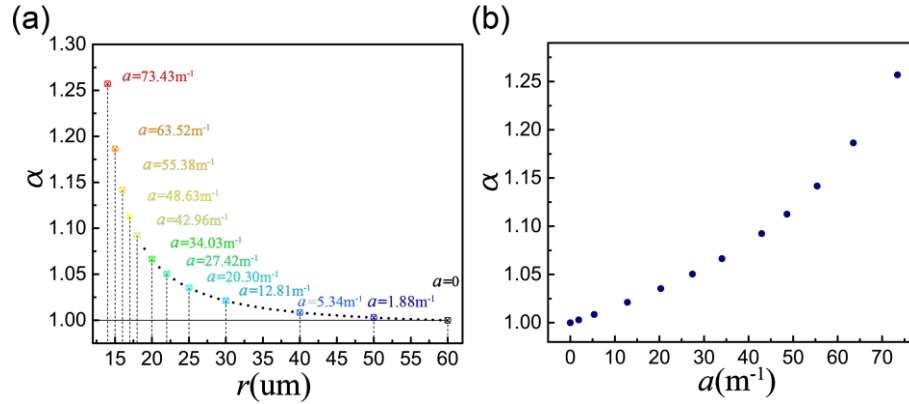 (a)
1.30
1.25
1.20
1.15
1.10
1.05
1.00
α
a=73.43m⁻¹
a=63.52m⁻¹
a=55.38m⁻¹
a=48.63m⁻¹
a=42.96m⁻¹
a=34.03m⁻¹
a=27.42m⁻¹
a=20.30m⁻¹
a=12.81m⁻¹
a=5.34m⁻¹
a=1.88m⁻¹
a=0
15 20 25 30 35 40 45 50 55 60
r(um)
(b)
1.25
1.20
1.15
1.10
1.05
1.00
α
0 10 20 30 40 50 60 70
a(m⁻¹)